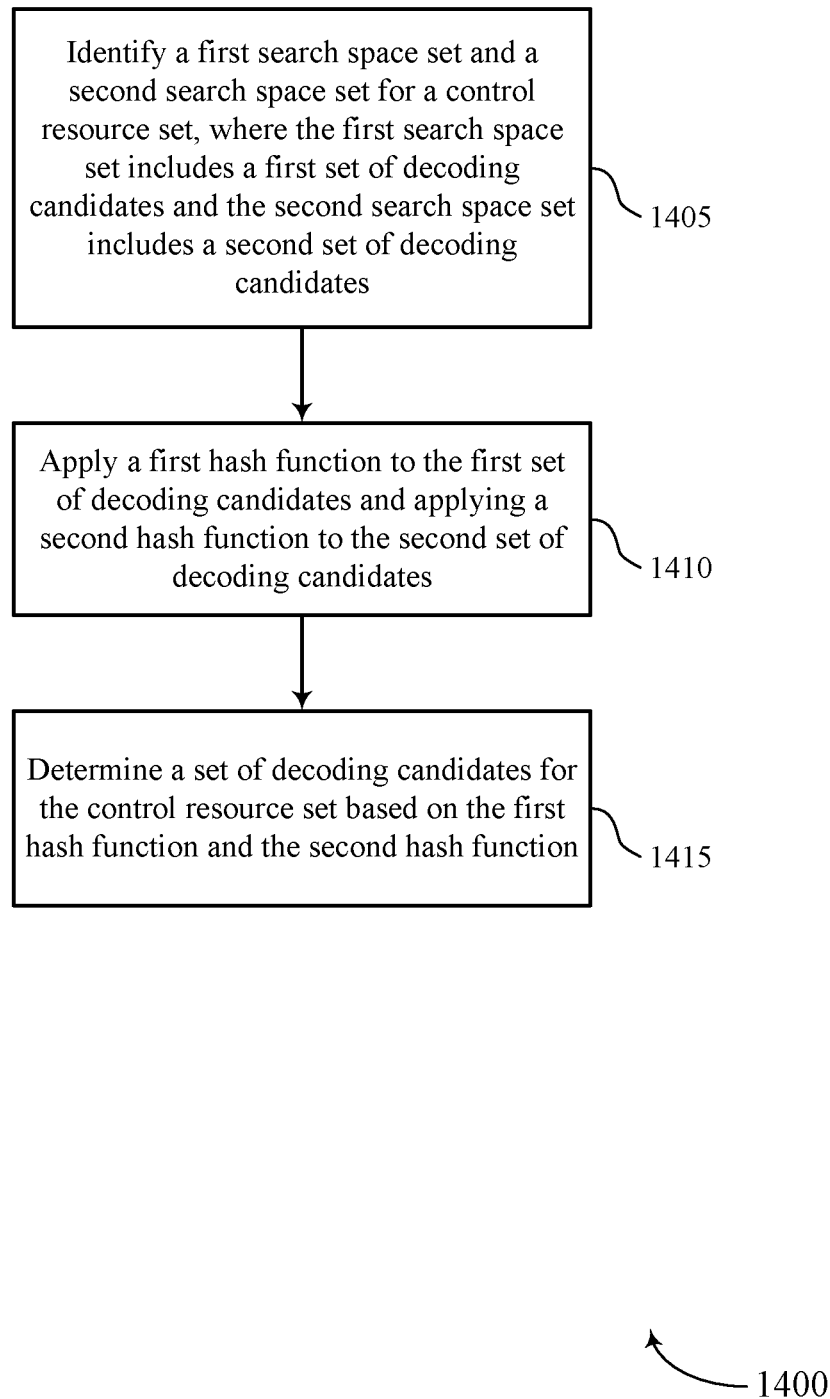 Identify a first search space set and a
second search space set for a control
resource set, where the first search space
set includes a first set of decoding
candidates and the second search space set
includes a second set of decoding
candidates
1405
Apply a first hash function to the first set
of decoding candidates and applying a
second hash function to the second set of
decoding candidates
1410
Determine a set of decoding candidates for
the control resource set based on the first
hash function and the second hash function
1415
1400